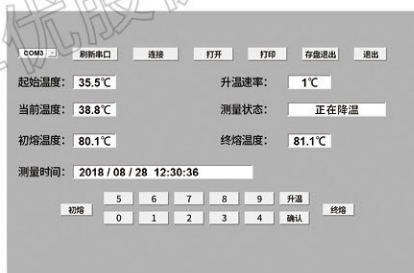 COM3 刷新串口 连接 打开 打印 存盘退出 退出
起始温度: 35.5℃ 升温速率: 1℃
当前温度: 38.8℃ 测量状态: 正在降温
初熔温度: 80.1℃ 终熔温度: 81.1℃
测量时间: 2018 / 08 / 28 12:30:36
5 6 7 8 9 升温
初熔 0 1 2 3 4 确认 终熔